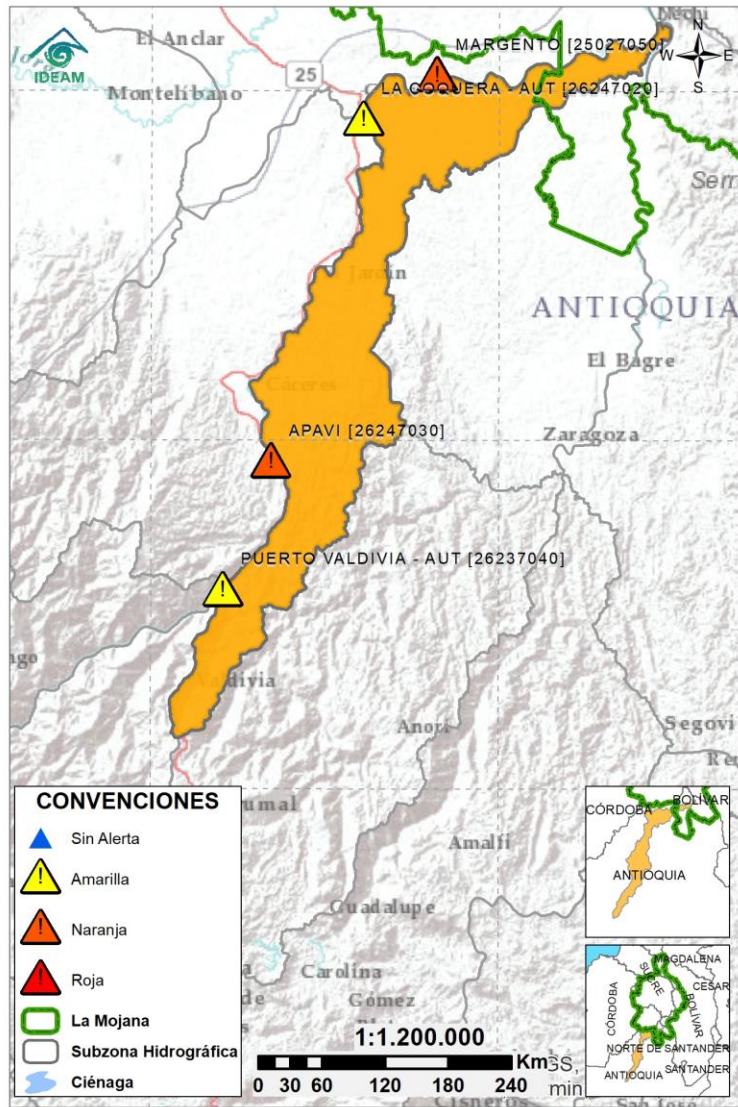 IDEAM
El Anclar
Nechi
N
W E
S
MARGENTO [25027050]
25
Montelíbano
LA COQUERA - AUT [26247020]
Jardín
ANTIOQUIA
El Bagre
Cáceres
APAVI [26247030]
Zaragoza
PUERTO VALDIVIA - AUT [26237040]
Valdivia
Anorí
CONVENCIONES
Sin Alerta
Amarilla
Naranja
Roja
La Mojana
Subzona Hidrográfica
Ciénaga
Amalfi
Guadalupe
Carolina
Gómez
1:1.200.000
Km
0 30 60 120 180 240
Cisneros
CÓRDOBA
BOLÍVAR
ANTIOQUIA
MAGDALENA
SUCRE
CESAR
CÓRDOBA
BOLÍVAR
NORTE DE SANTANDER
ANTIOQUIA
SANTANDER